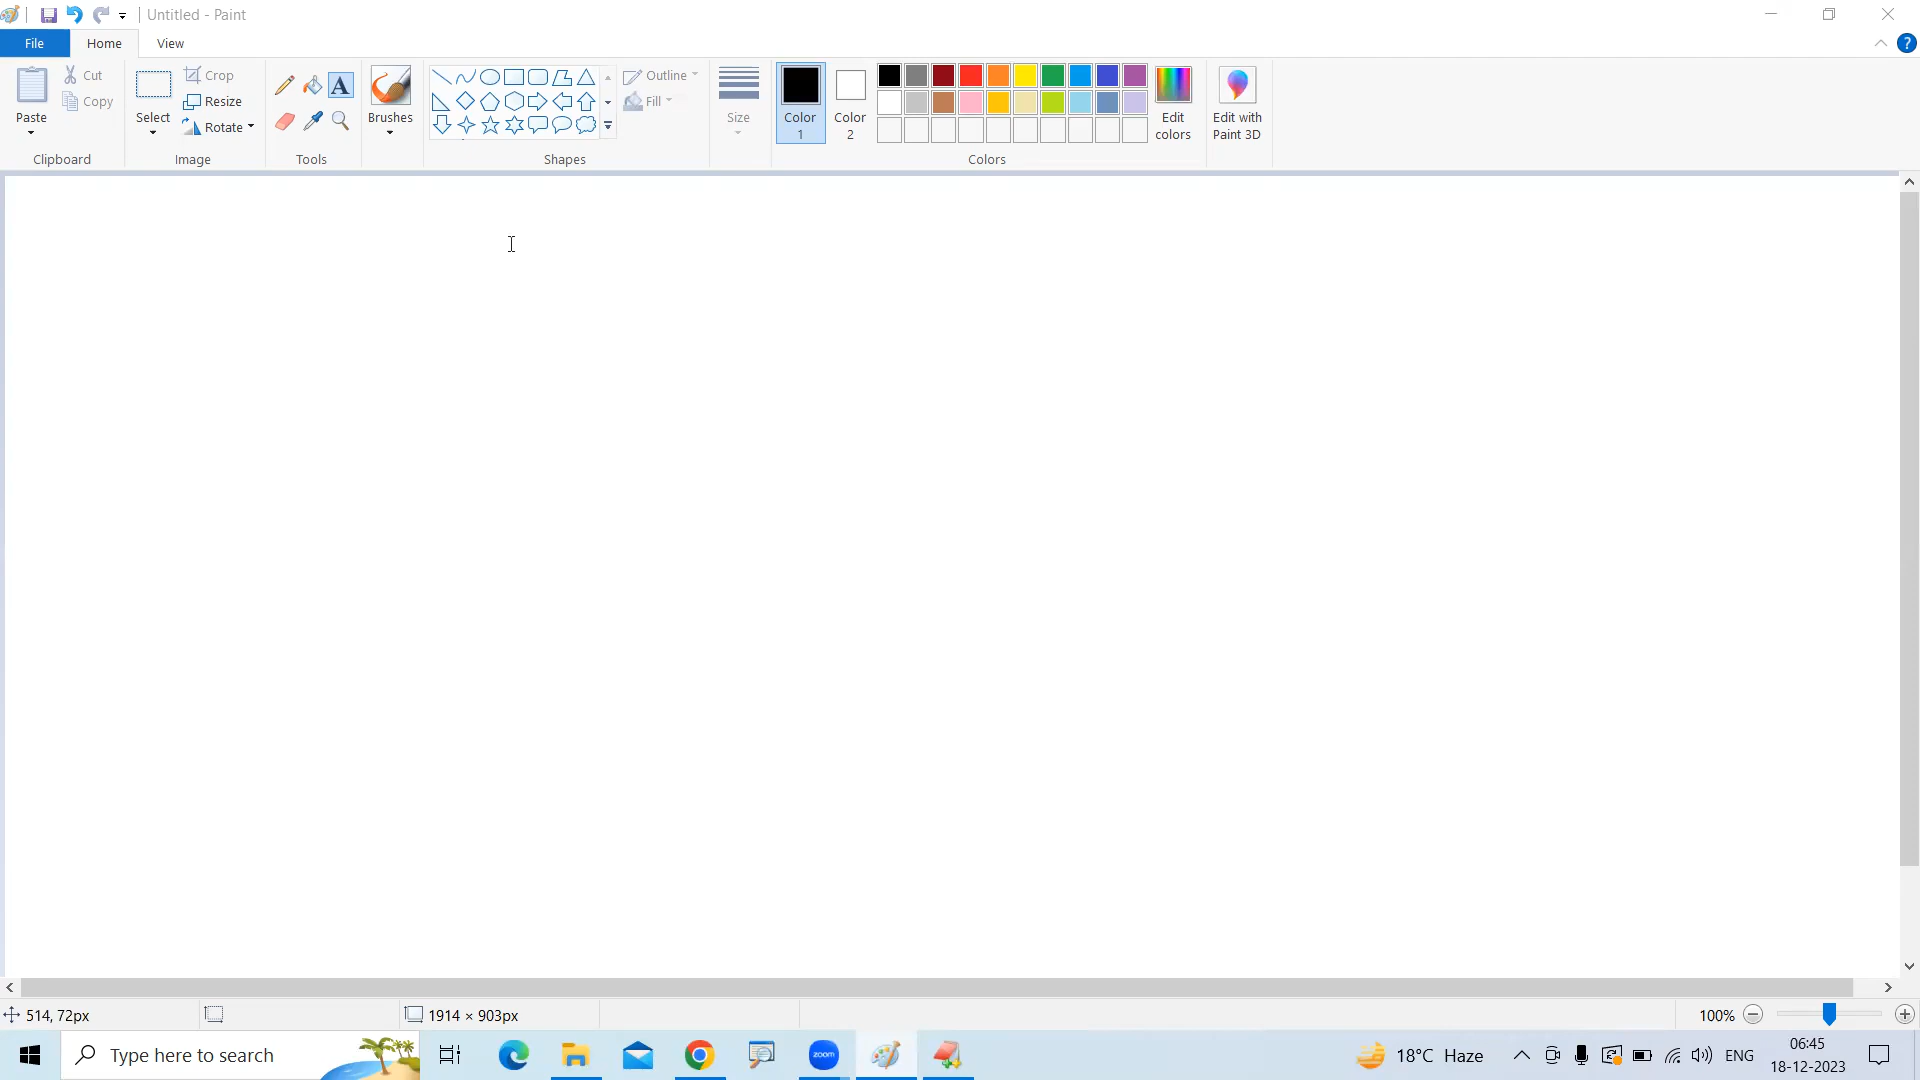 Untitled - Paint
File Home View
Paste
Cut
Copy
Clipboard
Select
Crop
Resize
Rotate
Image
A
Tools
Brushes
Outline
Fill
Shapes
Size
Color 1
Color 2
Edit colors
Colors
Edit with Paint 3D
?
514, 72px
1914 × 903px
100%
Type here to search
zoom
18°C Haze
ENG
06:45
18-12-2023